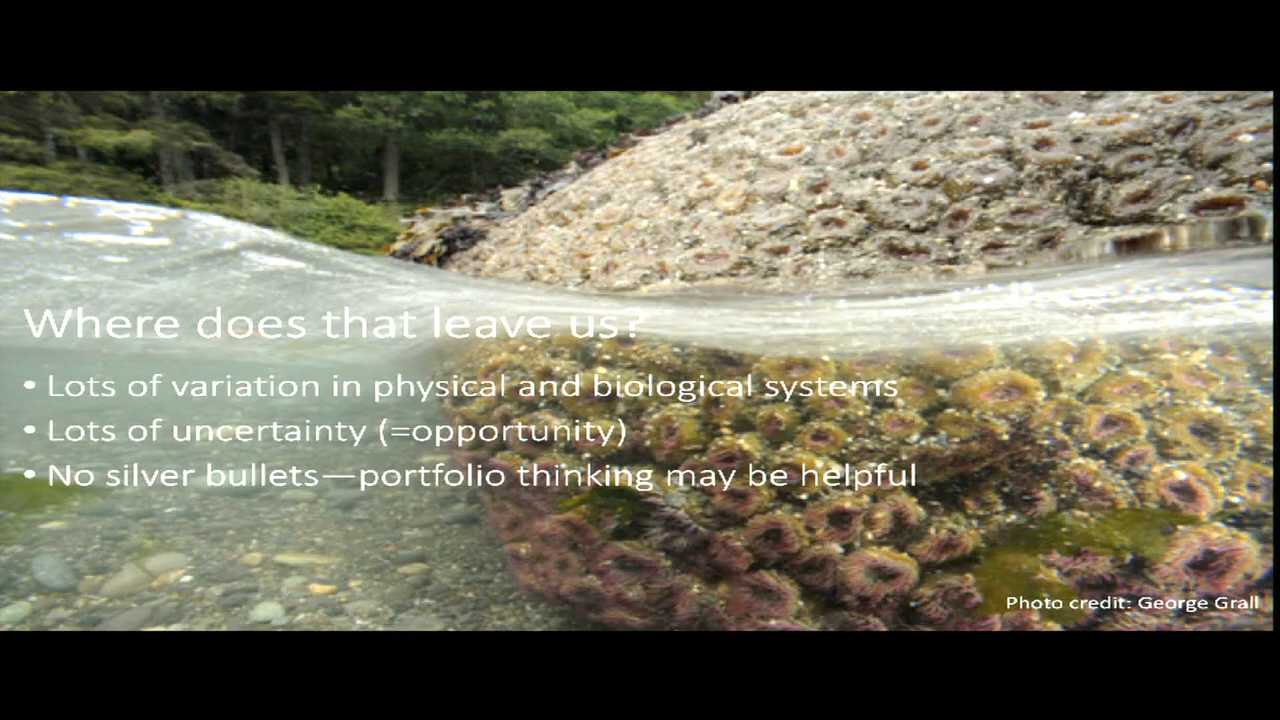 Where does that leave us?
• Lots of variation in physical and biological systems
• Lots of uncertainty (=opportunity)
• No silver bullets—portfolio thinking may be helpful
Photo credit: George Grall